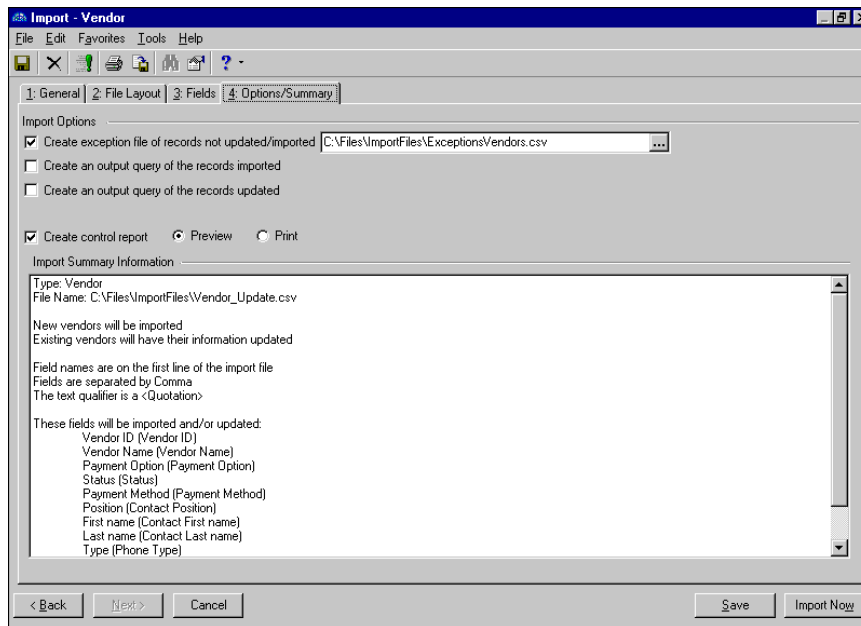 Import - Vendor
File Edit Favorites Tools Help
? -
1: General 2: File Layout 3: Fields 4: Options/Summary
Import Options
Create exception file of records not updated/imported C:\Files\ImportFiles\ExceptionsVendors.csv ...
Create an output query of the records imported
Create an output query of the records updated
Create control report Preview Print
Import Summary Information
Type: Vendor
File Name: C:\Files\ImportFiles\Vendor_Update.csv
New vendors will be imported
Existing vendors will have their information updated
Field names are on the first line of the import file
Fields are separated by Comma
The text qualifier is a <Quotation>
These fields will be imported and/or updated:
Vendor ID (Vendor ID)
Vendor Name (Vendor Name)
Payment Option (Payment Option)
Status (Status)
Payment Method (Payment Method)
Position (Contact Position)
First name (Contact First name)
Last name (Contact Last name)
Type (Phone Type)
< Back Next > Cancel Save Import Now